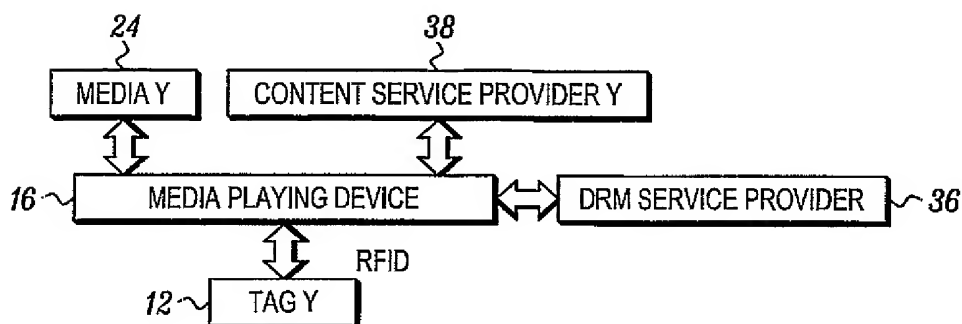 24
38
MEDIA Y
CONTENT SERVICE PROVIDER Y
16
MEDIA PLAYING DEVICE
DRM SERVICE PROVIDER
36
RFID
12
TAG Y